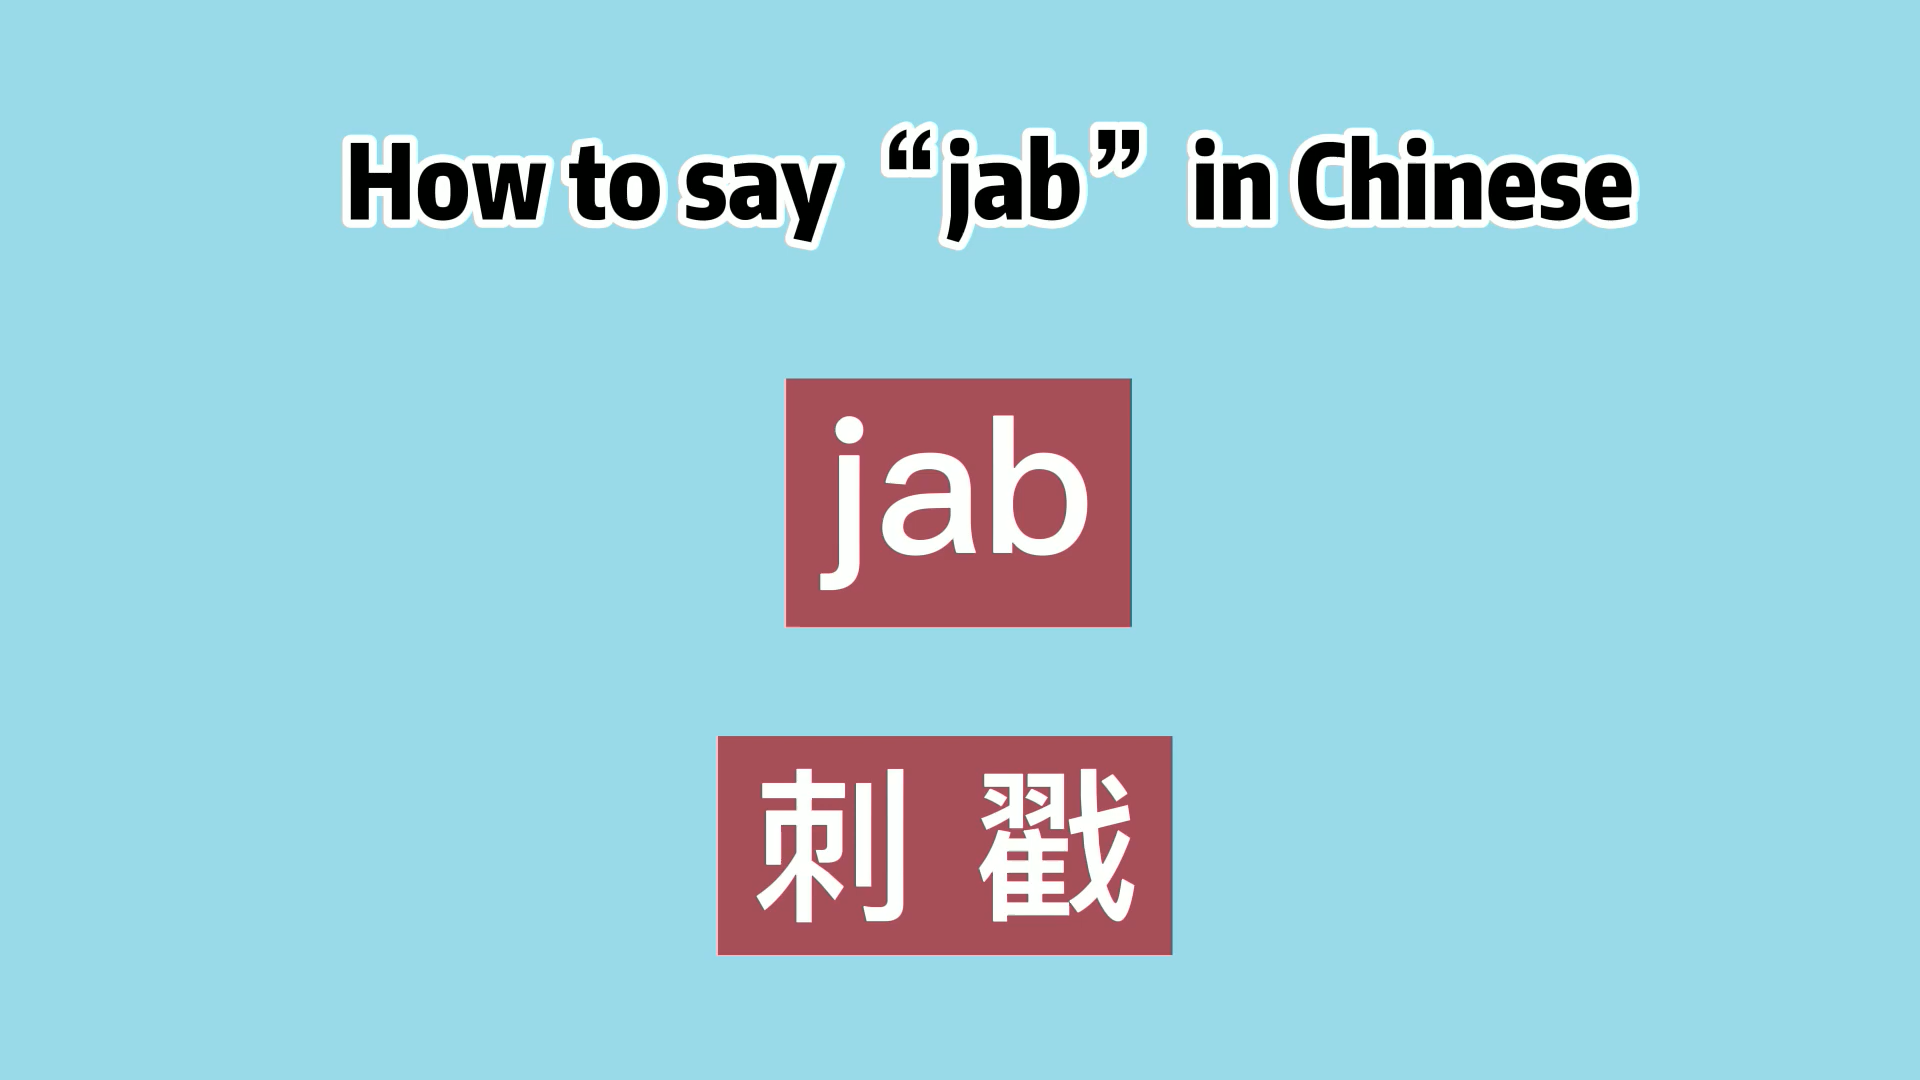 How to say “jab” in Chinese
jab
刺 戳